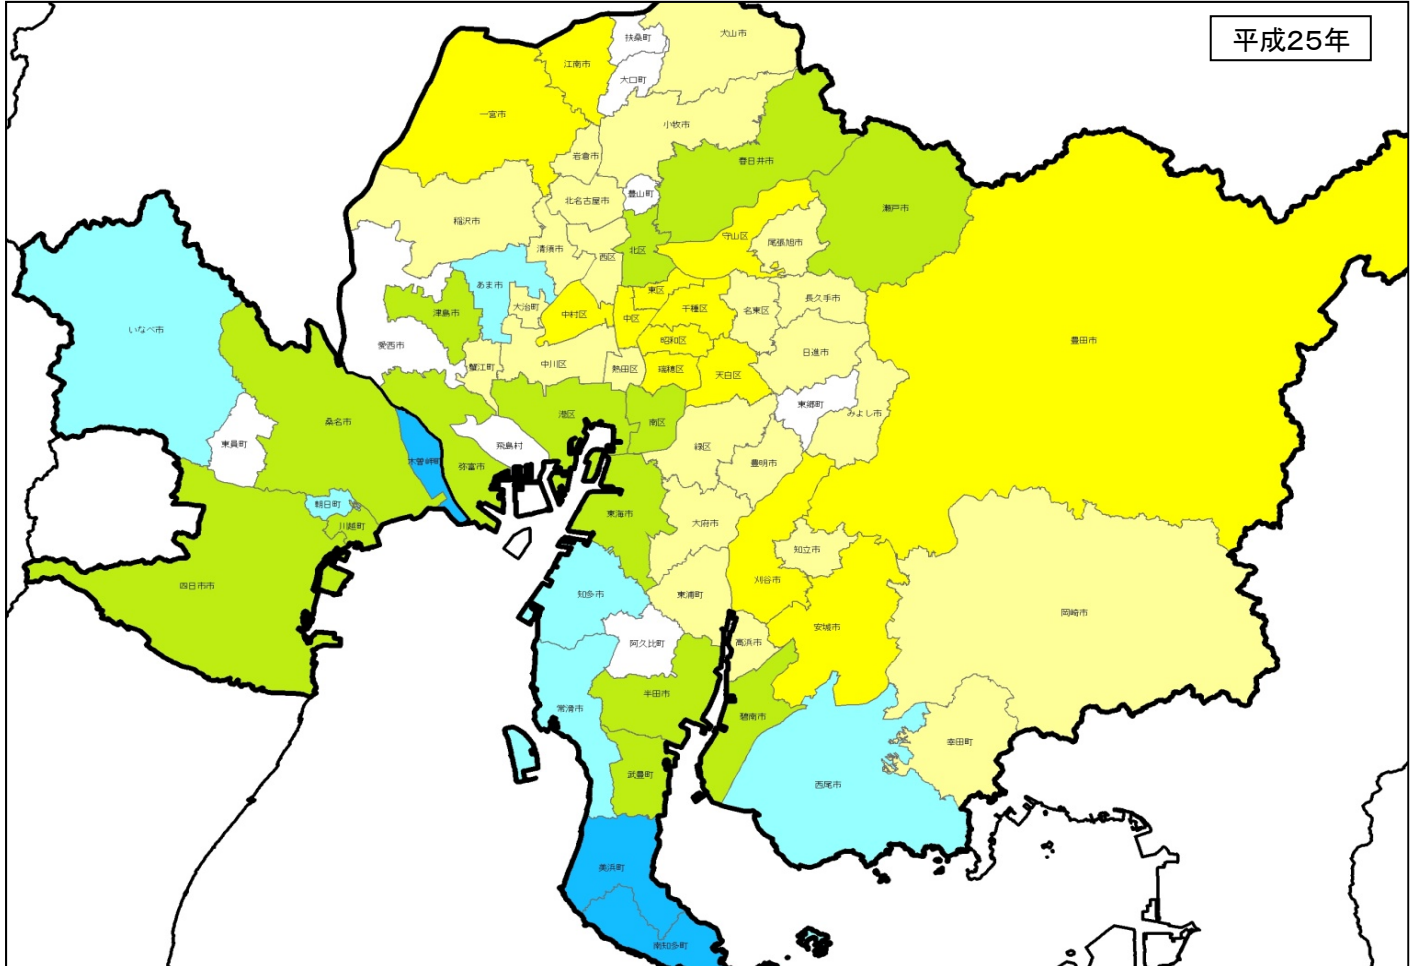 平成25年
扶桑町
犬山市
江南市
大口町
一宮市
小牧市
岩倉市
春日井市
豊山町
北名古屋市
瀬戸市
稲沢市
守山区
尾張旭市
清須市
北区
西区
あま市
東区
長久手市
大治町
千種区
名東区
津島市
中村区
中区
いなべ市
昭和区
豊田市
愛西市
日進市
中川区
蟹江町
熱田区
瑞穂区
天白区
東郷町
みよし市
港区
南区
桑名市
東員町
飛島村
緑区
木曽岬町
弥富市
豊明市
朝日町
東海市
川越町
大府市
知立市
刈谷市
四日市市
知多市
東浦町
岡崎市
安城市
阿久比町
高浜市
半田市
常滑市
碧南市
幸田町
武豊町
西尾市
美浜町
南知多町